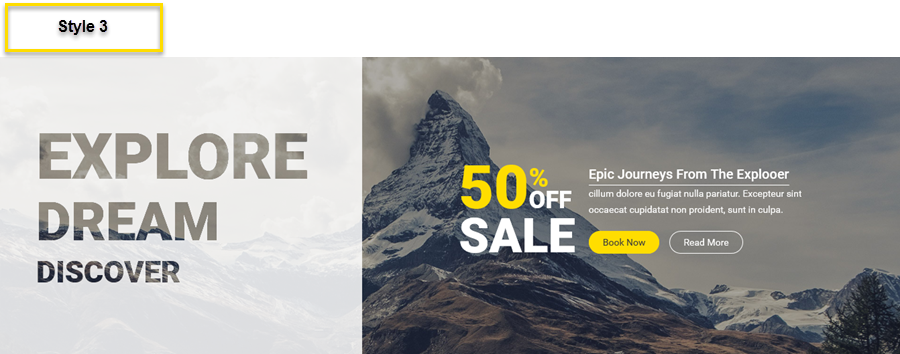 Style 3
EXPLORE
DREAM
DISCOVER
50% OFF
SALE
Epic Journeys From The Explooer
cillum dolore eu fugiat nulla pariatur. Excepteur sint
occaecat cupidatat non proident, sunt in culpa.
Book Now
Read More